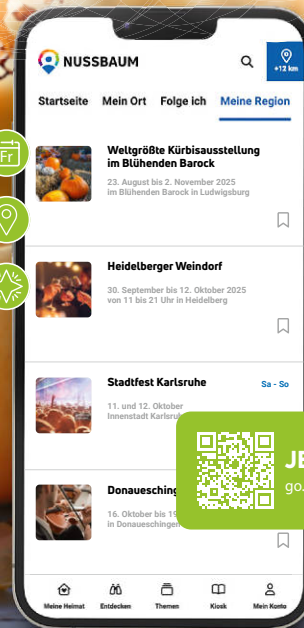 NUSSBAUM
+12 km
Startseite Mein Ort Folge ich Meine Region
Fr
Weltgrößte Kürbisausstellung
im Blühenden Barock
23. August bis 2. November 2025
im Blühenden Barock in Ludwigsburg
Heidelberger Weindorf
30. September bis 12. Oktober 2025
von 11 bis 21 Uhr in Heidelberg
Stadtfest Karlsruhe
Sa - So
11. und 12. Oktober
Innenstadt
JE
go.
16. Oktober bis 19
in Donaueschingen
Meine Heimat Entdecken Themen Kiosk Mein Konto